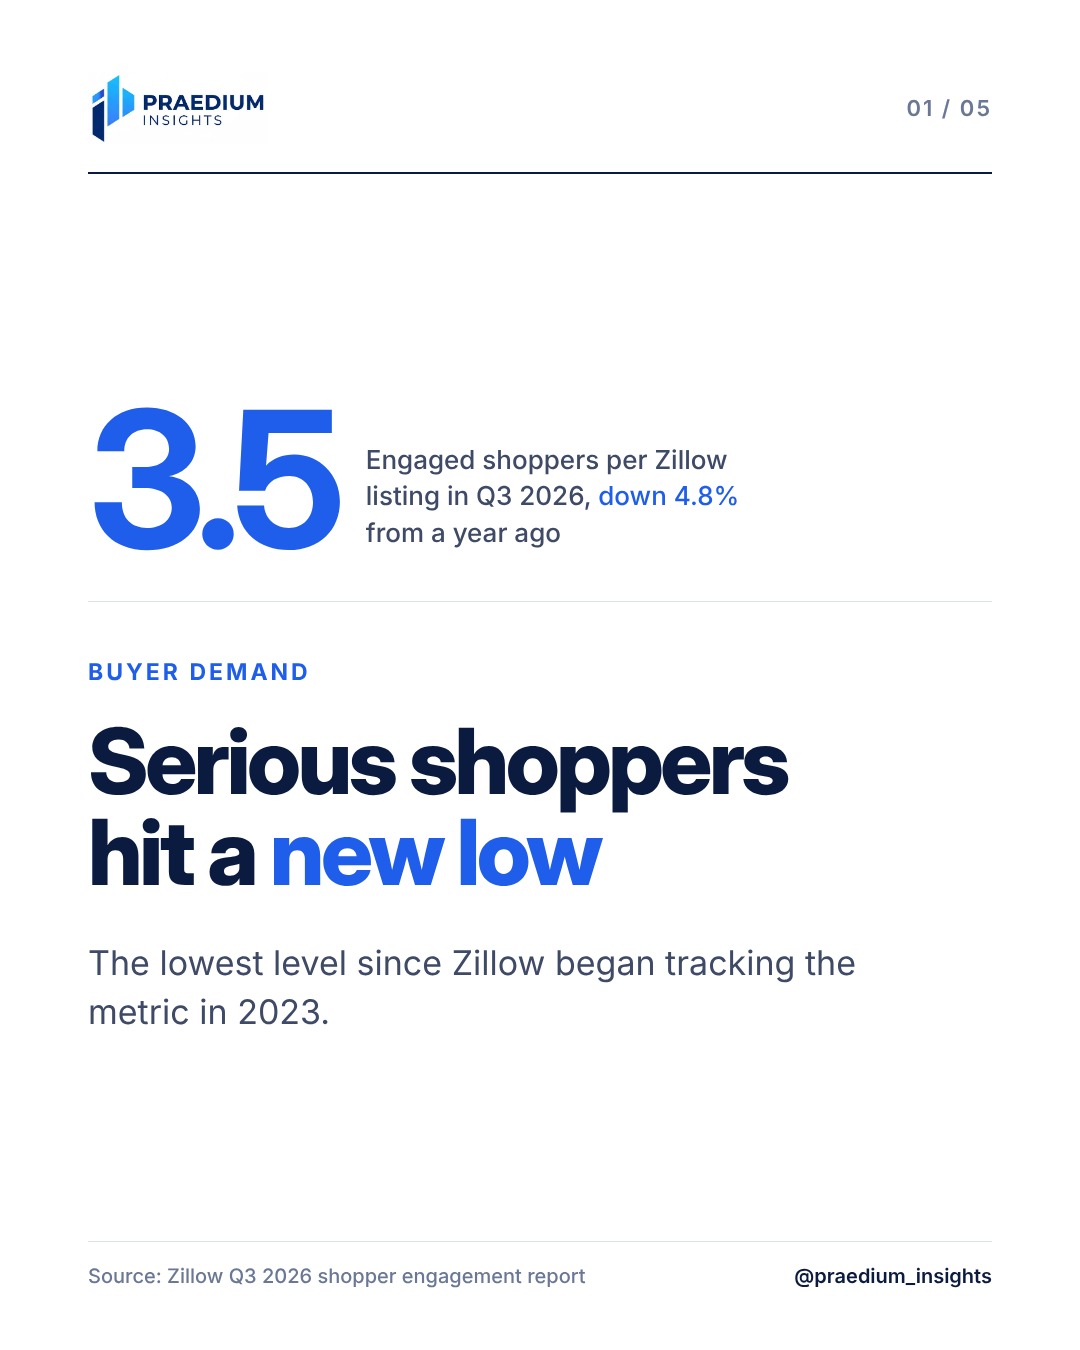 PRAEDIUM
INSIGHTS
01 / 05
3.5
Engaged shoppers per Zillow
listing in Q3 2026, down 4.8%
from a year ago
BUYER DEMAND
Serious shoppers
hit a new low
The lowest level since Zillow began tracking the
metric in 2023.
Source: Zillow Q3 2026 shopper engagement report
@praedium_insights